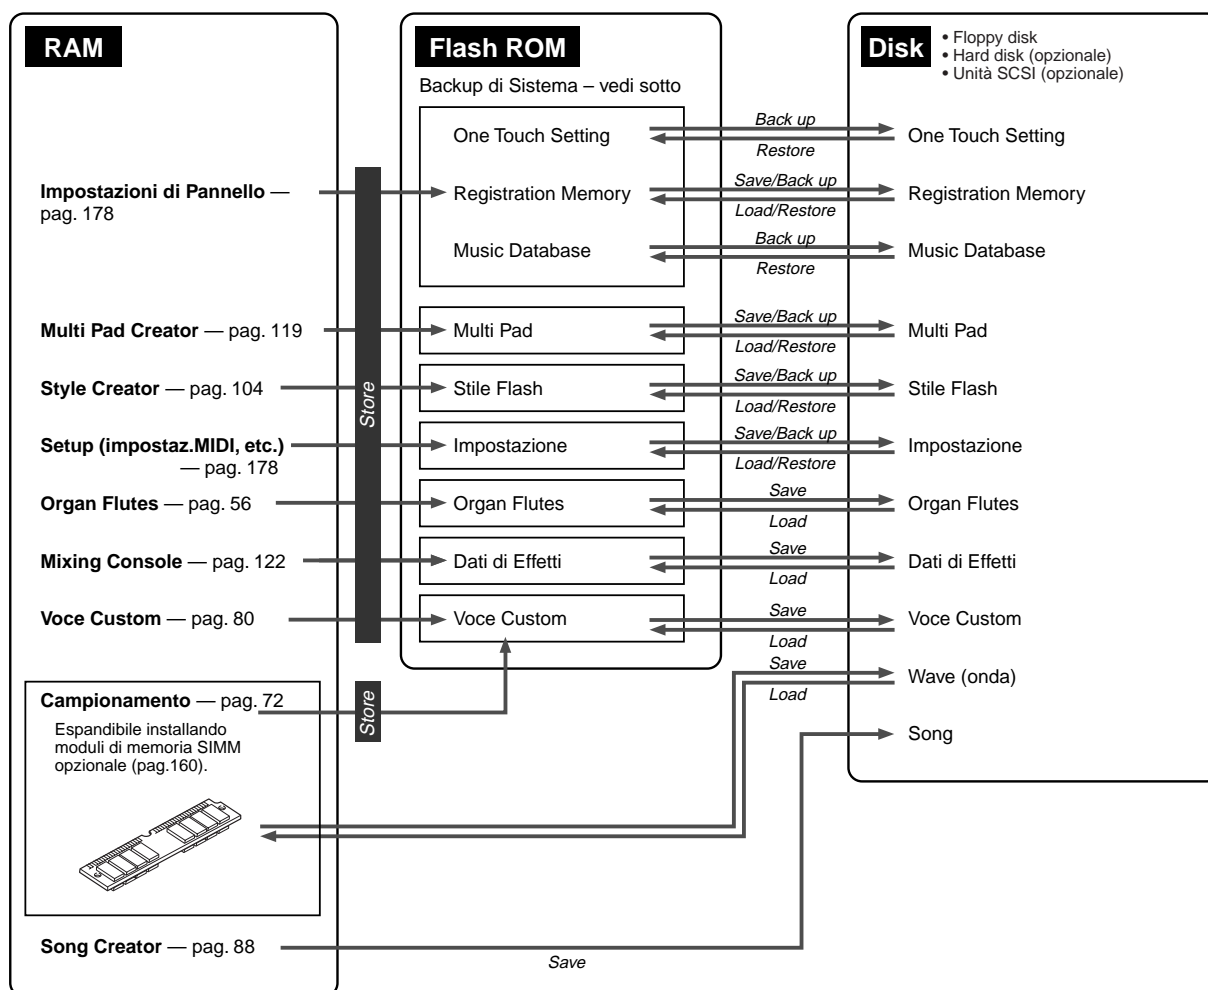 RAM
Impostazioni di Pannello —
pag. 178
Multi Pad Creator — pag. 119
Style Creator — pag. 104
Setup (impostaz.MIDI, etc.)
— pag. 178
Organ Flutes — pag. 56
Mixing Console — pag. 122
Voce Custom — pag. 80
Campionamento — pag. 72
Espandibile installando
moduli di memoria SIMM
opzionale (pag.160).
Song Creator — pag. 88
Store
Store
Flash ROM
Backup di Sistema – vedi sotto
One Touch Setting
Registration Memory
Music Database
Multi Pad
Stile Flash
Impostazione
Organ Flutes
Dati di Effetti
Voce Custom
Back up
Restore
Save/Back up
Load/Restore
Back up
Restore
Save/Back up
Load/Restore
Save/Back up
Load/Restore
Save/Back up
Load/Restore
Save
Load
Save
Load
Save
Load
Save
Load
Save
Disk
• Floppy disk
• Hard disk (opzionale)
• Unità SCSI (opzionale)
One Touch Setting
Registration Memory
Music Database
Multi Pad
Stile Flash
Impostazione
Organ Flutes
Dati di Effetti
Voce Custom
Wave (onda)
Song